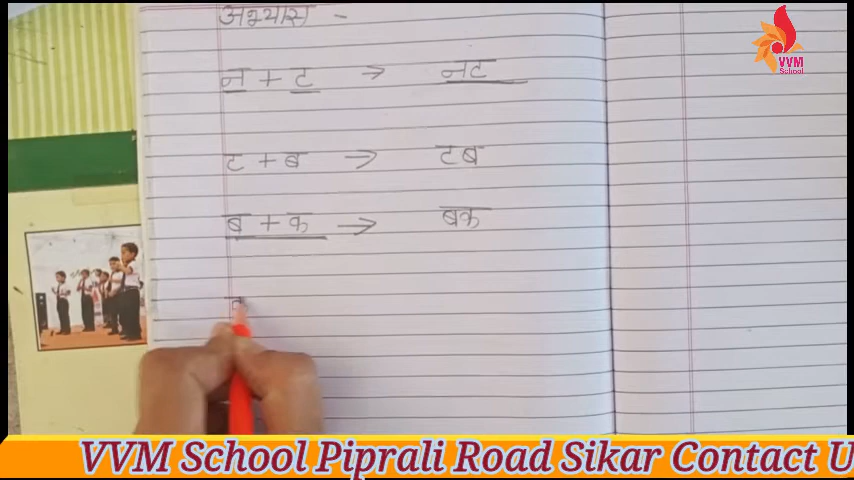 अभ्यास -
न + ट → नट
ट + ब → टब
ब + क → बक
VVM
School
VVM School Piprali Road Sikar Contact U